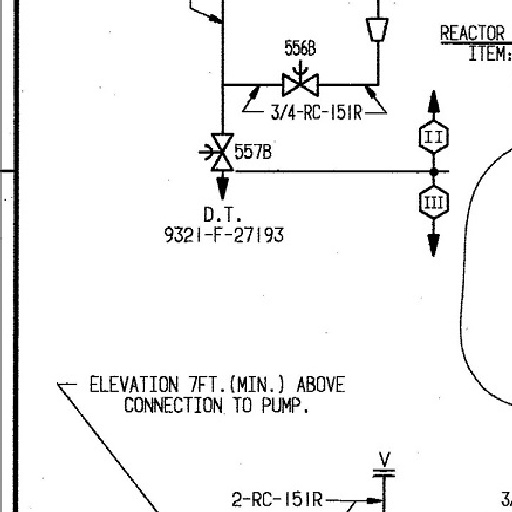 REACTOR
ITEM:
556B
3/4-RC-151R
II
557B
III
D.T.
9321-F-27193
ELEVATION 7FT.(MIN.) ABOVE
CONNECTION TO PUMP.
V
2-RC-151R
3/